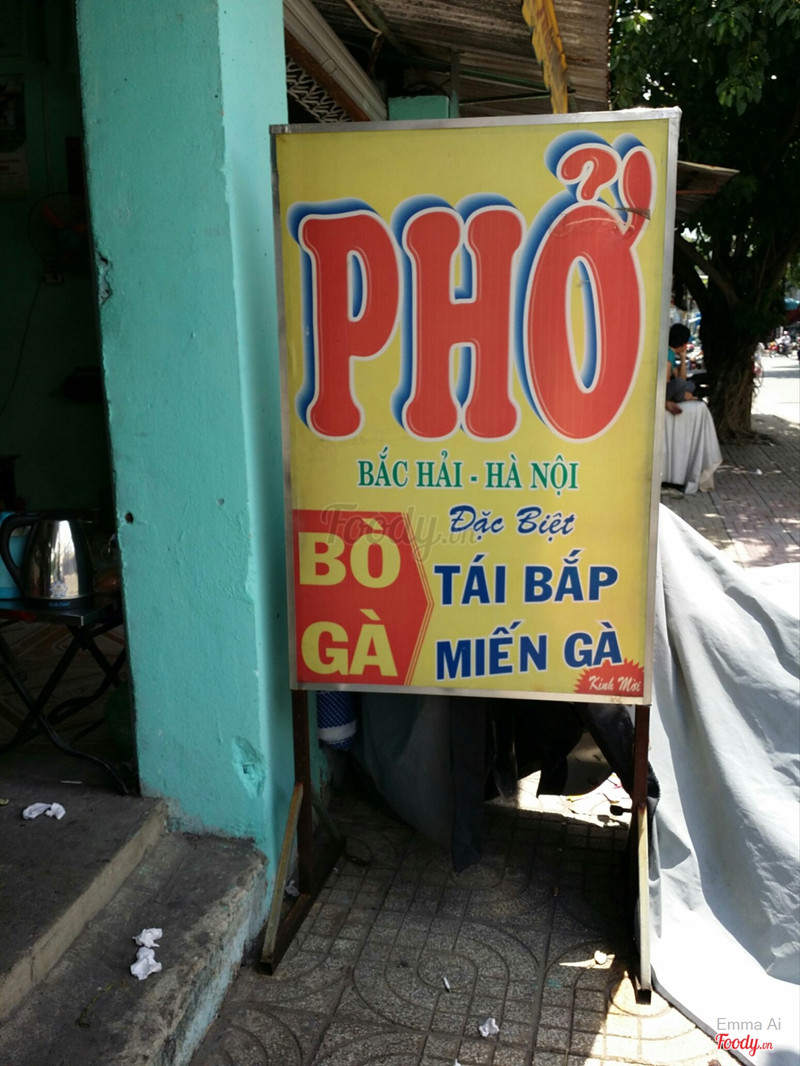 PHỞ
BẮC HẢI - HÀ NỘI
Đặc Biệt
BÒ
GÀ
TÁI BẮP
MIẾN GÀ
Kính Mời
Foody.vn
Emma Ai
Foody.vn